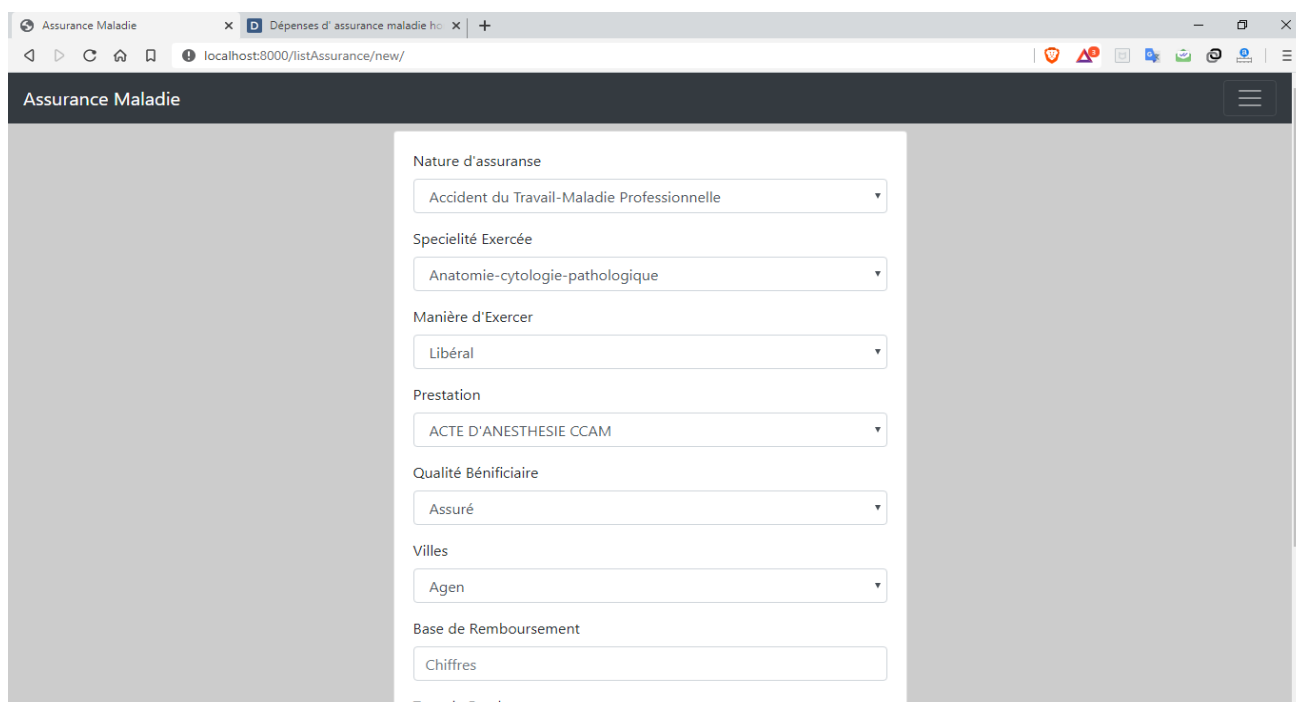 Assurance Maladie
D Dépenses d' assurance maladie ho
localhost:8000/listAssurance/new/
Assurance Maladie
Nature d'assuranse
Accident du Travail-Maladie Professionnelle
Specielité Exercée
Anatomie-cytologie-pathologique
Manière d'Exercer
Libéral
Prestation
ACTE D'ANESTHESIE CCAM
Qualité Bénificiaire
Assuré
Villes
Agen
Base de Remboursement
Chiffres